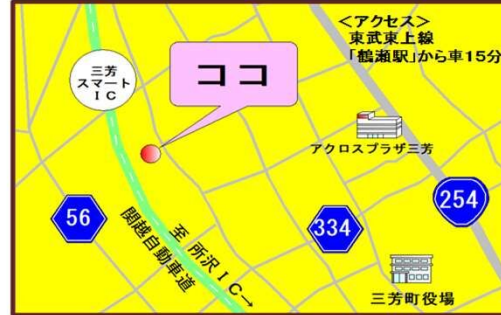 <アクセス>
東武東上線
「鶴瀬駅」から車15分
三芳
スマート
IC
ココ
アクロスプラザ三芳
254
56
334
至 所沢IC→
関越自動車道
三芳町役場